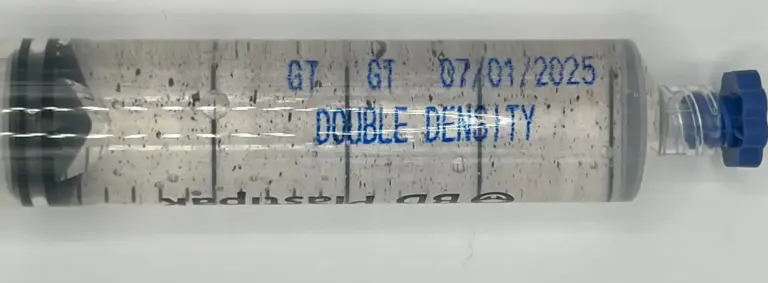 GT GT 07/01/2025
DOUBLE DENSITY
BD Plastipak